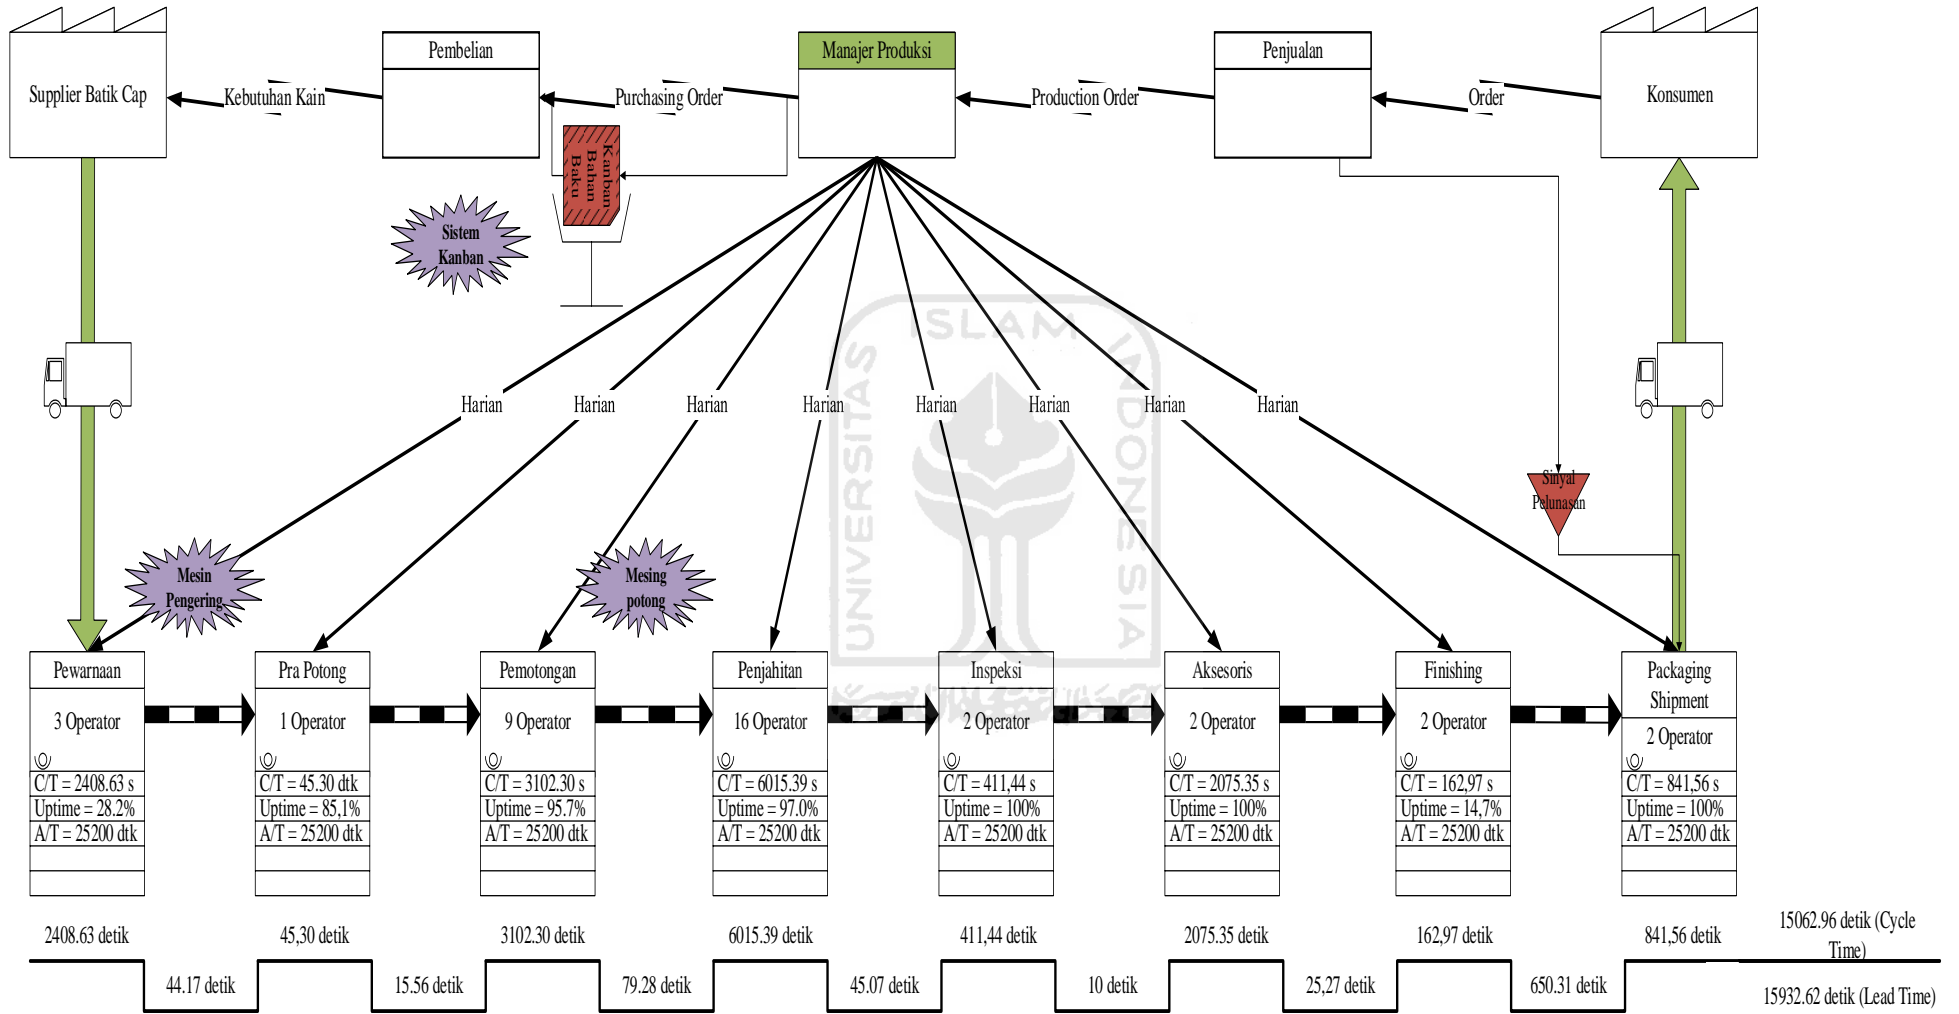 Supplier Batik Cap
Kebutuhan Kain
Pembelian
Purchasing Order
Manajer Produksi
Production Order
Penjualan
Order
Konsumen
Kanban
Bahan
Baku
Sistem
Kanban
ISLAM
UNIVERSITAS
INDONESIA
Harian
Harian
Harian
Harian
Harian
Harian
Harian
Harian
Sinyal
Pelunasan
Mesin
Pengering
Mesing
potong
Pewarnaan
3 Operator
C/T = 2408.63 s
Uptime = 28.2%
A/T = 25200 dtk
Pra Potong
1 Operator
C/T = 45.30 dtk
Uptime = 85,1%
A/T = 25200 dtk
Pemotongan
9 Operator
C/T = 3102.30 s
Uptime = 95.7%
A/T = 25200 dtk
Penjahitan
16 Operator
C/T = 6015.39 s
Uptime = 97.0%
A/T = 25200 dtk
Inspeksi
2 Operator
C/T = 411,44 s
Uptime = 100%
A/T = 25200 dtk
Aksesoris
2 Operator
C/T = 2075.35 s
Uptime = 100%
A/T = 25200 dtk
Finishing
2 Operator
C/T = 162,97 s
Uptime = 14,7%
A/T = 25200 dtk
Packaging
Shipment
2 Operator
C/T = 841,56 s
Uptime = 100%
A/T = 25200 dtk
2408.63 detik
45,30 detik
3102.30 detik
6015.39 detik
411,44 detik
2075.35 detik
162,97 detik
841,56 detik
15062.96 detik (Cycle
Time)
44.17 detik
15.56 detik
79.28 detik
45.07 detik
10 detik
25,27 detik
650.31 detik
15932.62 detik (Lead Time)